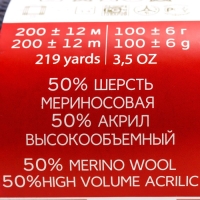 200 ± 12 м 100 ± 6 г
200 ± 12 m 100 ± 6 g
219 yards 3,5 OZ
50% ШЕРСТЬ
МЕРИНОСОВАЯ
50% АКРИЛ
ВЫСОКООБЪЕМНЫЙ
50% MERINO WOOL
50%HIGH VOLUME ACRILIC